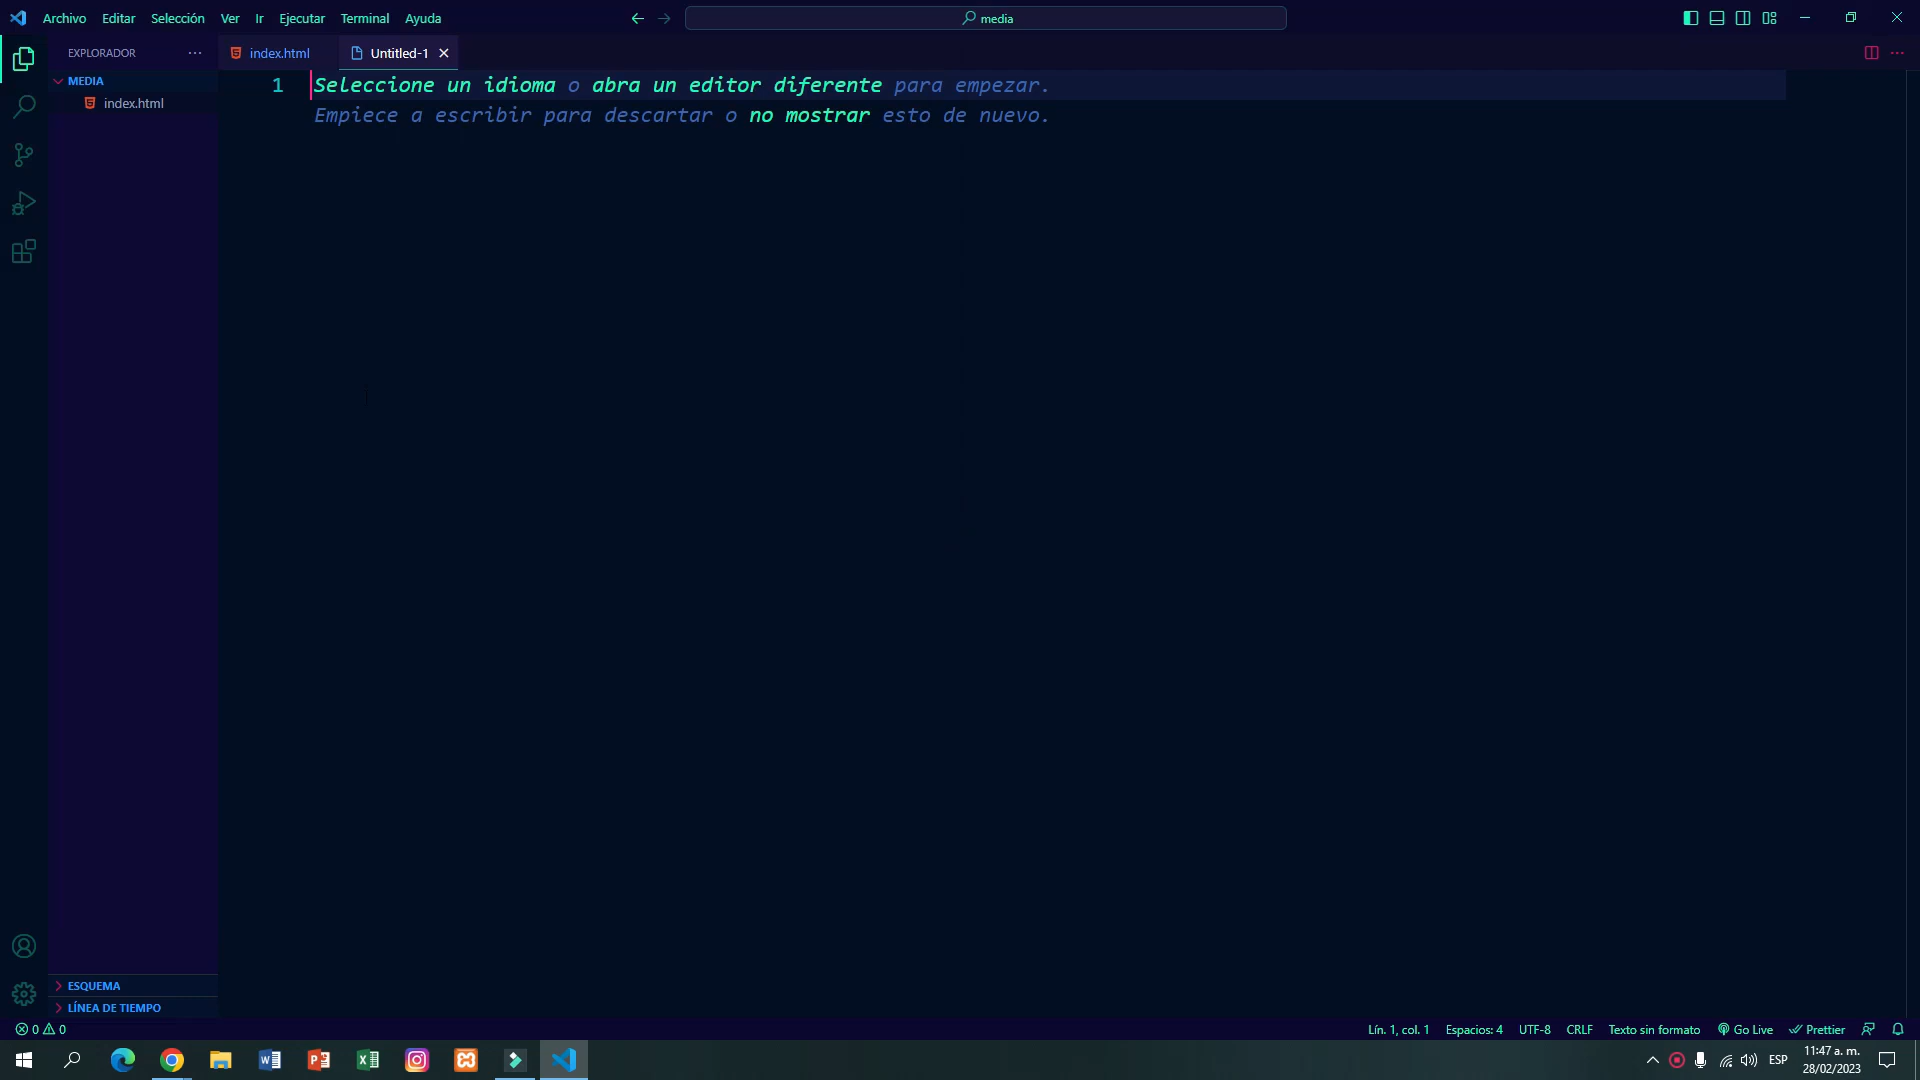 Archivo Editar Selección Ver Ir Ejecutar Terminal Ayuda
media
EXPLORADOR
index.html
Untitled-1
MEDIA
index.html
1 Seleccione un idioma o abra un editor diferente para empezar.
Empiece a escribir para descartar o no mostrar esto de nuevo.
ESQUEMA
LÍNEA DE TIEMPO
0 0
Lín. 1, col. 1 Espacios: 4 UTF-8 CRLF Texto sin formato Go Live Prettier
ESP
11:47 a. m.
28/02/2023